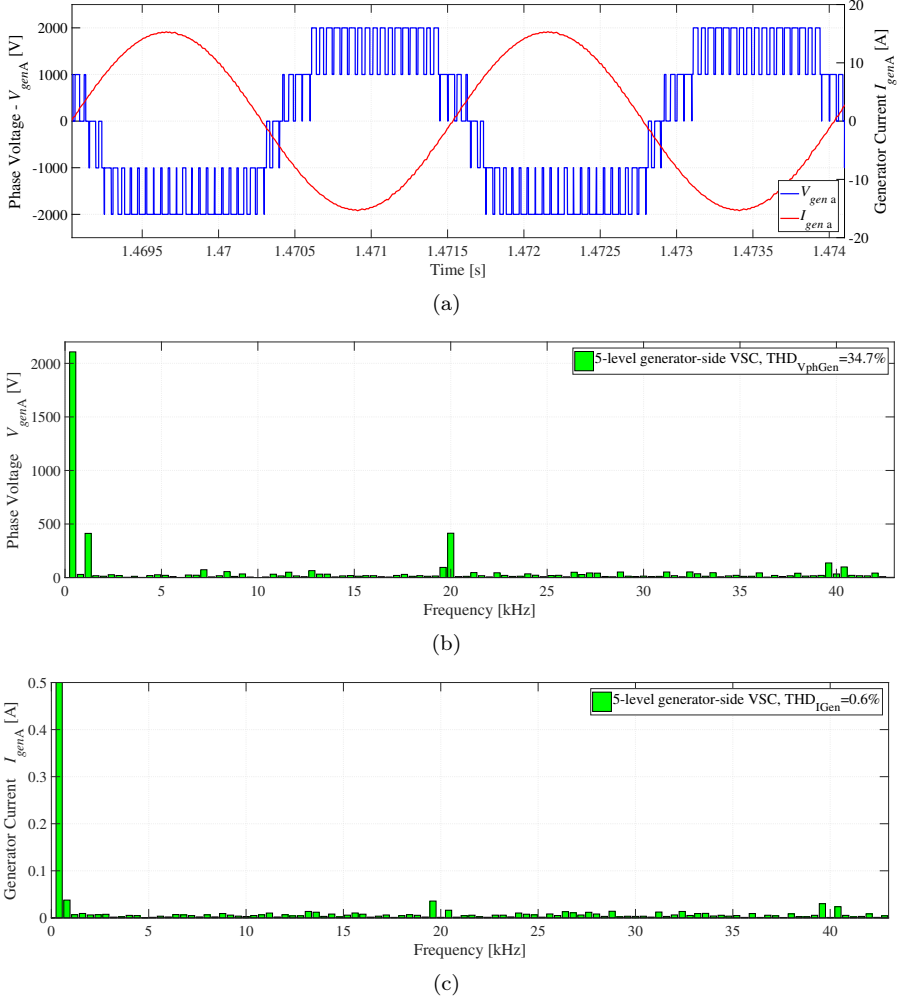 2000
1000
0
-1000
-2000
Phase Voltage - V_genA [V]
20
10
0
-10
-20
Generator Current I_genA [A]
V_gen a
I_gen a
1.4695 1.47 1.4705 1.471 1.4715 1.472 1.4725 1.473 1.4735 1.474
Time [s]
(a)
5-level generator-side VSC, THD_VphGen=34.7%
2000
1500
1000
500
0
Phase Voltage V_genA [V]
0 5 10 15 20 25 30 35 40
Frequency [kHz]
(b)
5-level generator-side VSC, THD_IGen=0.6%
0.5
0.4
0.3
0.2
0.1
0
Generator Current I_genA [A]
0 5 10 15 20 25 30 35 40
Frequency [kHz]
(c)